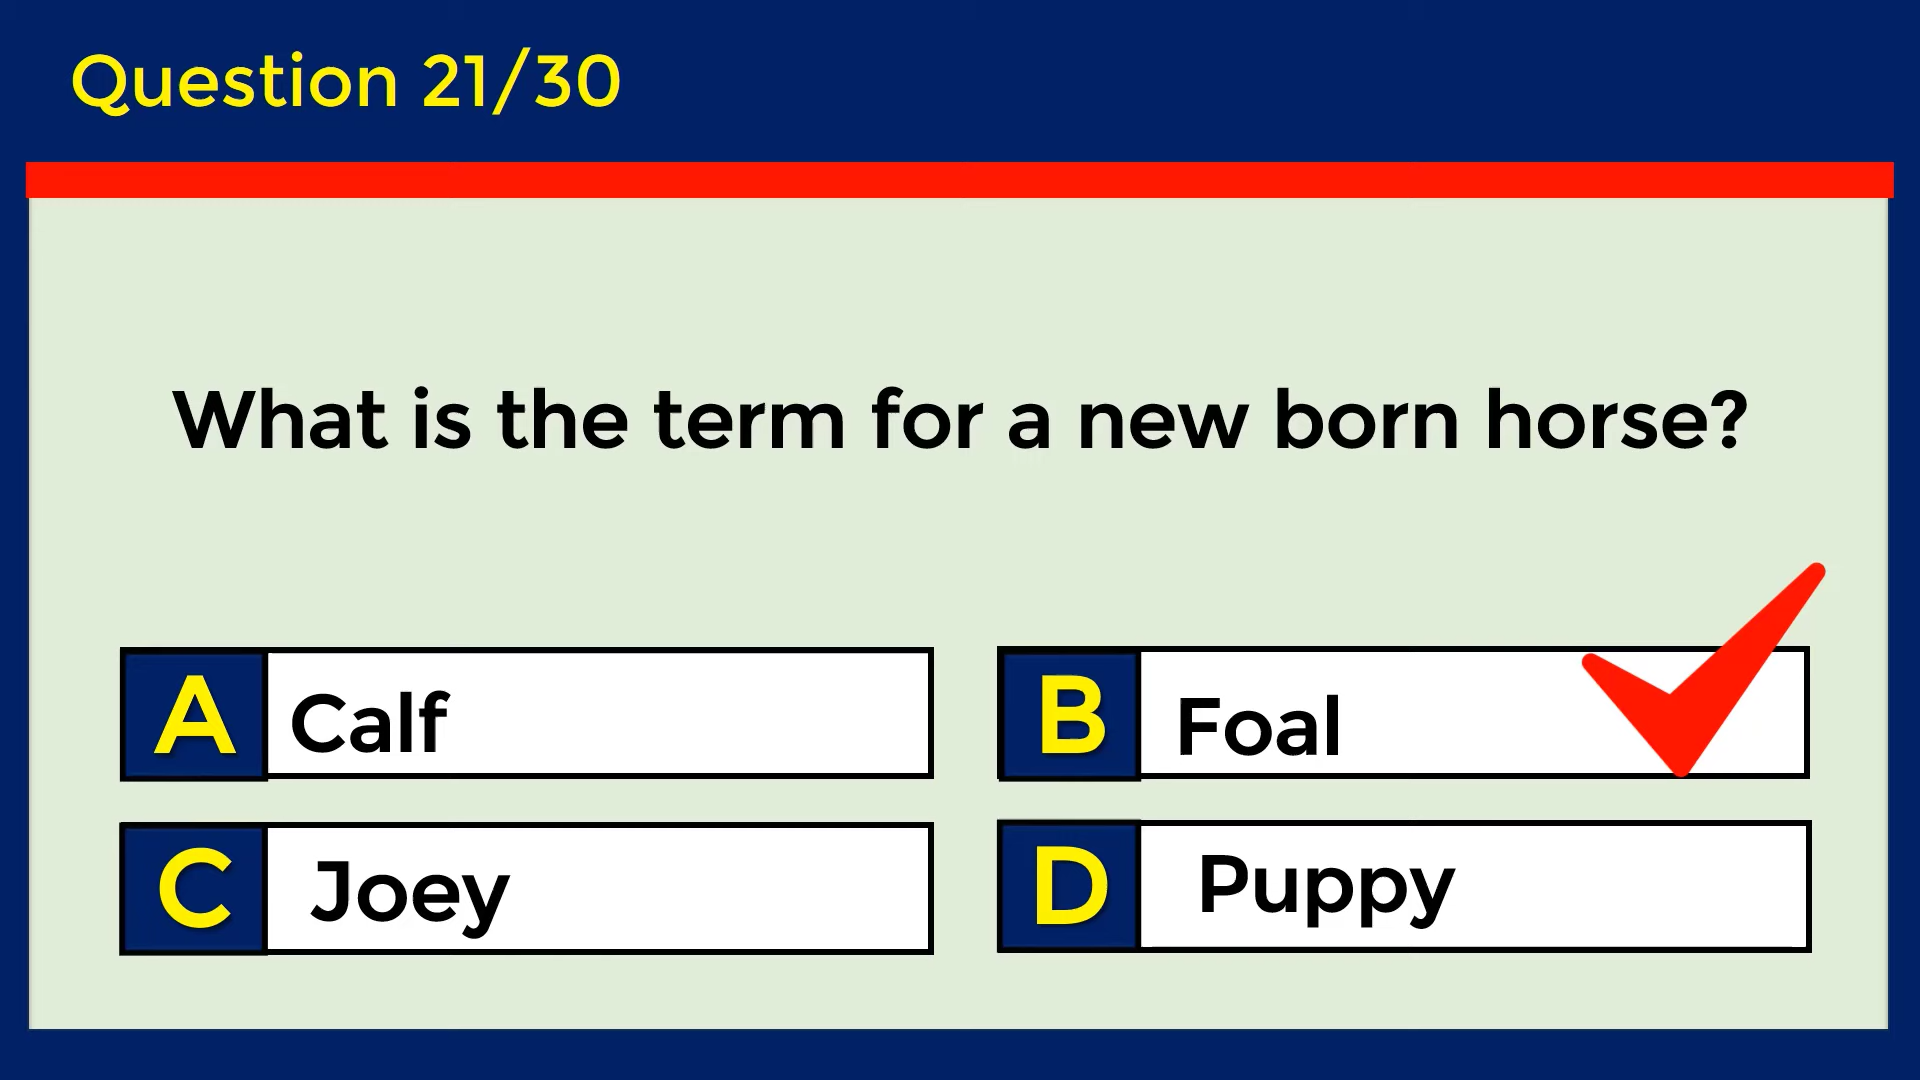 Question 21/30
What is the term for a new born horse?
A Calf
B Foal
C Joey
D Puppy